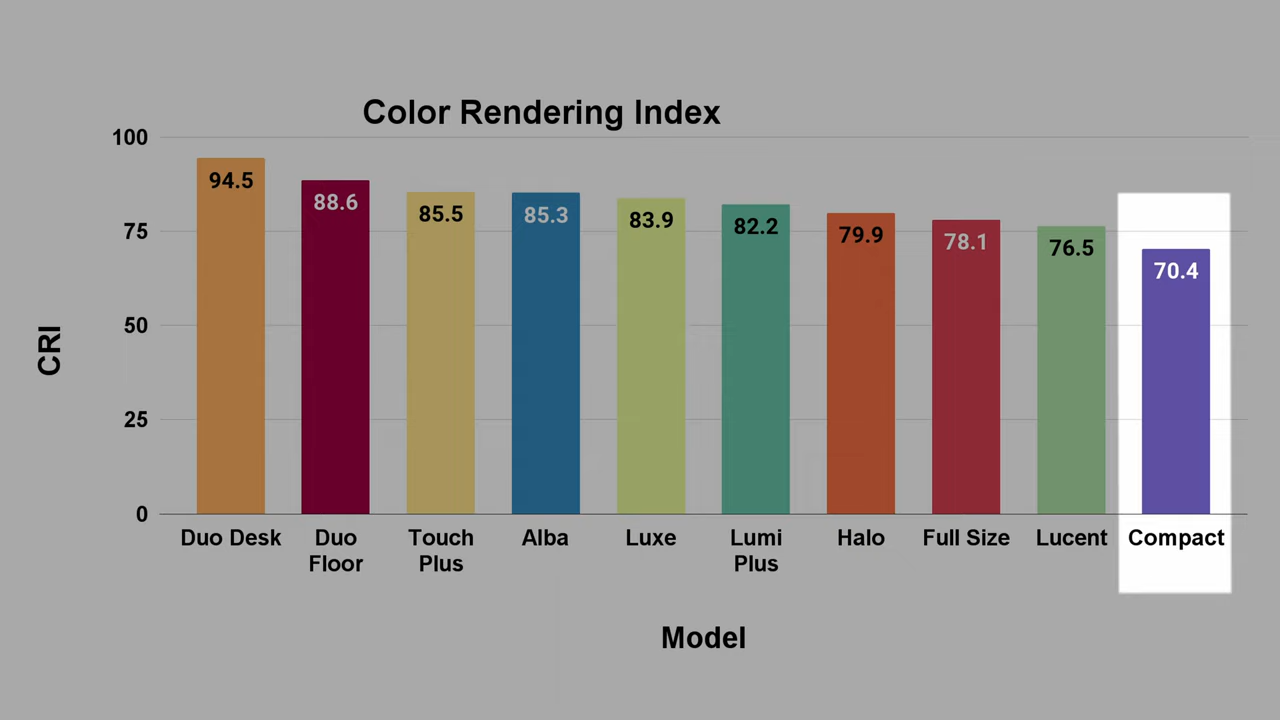 Color Rendering Index
CRI
100
75
50
25
0
94.5
88.6
85.5
85.3
83.9
82.2
79.9
78.1
76.5
70.4
Duo Desk
Duo
Floor
Touch
Plus
Alba
Luxe
Lumi
Plus
Halo
Full Size
Lucent
Compact
Model